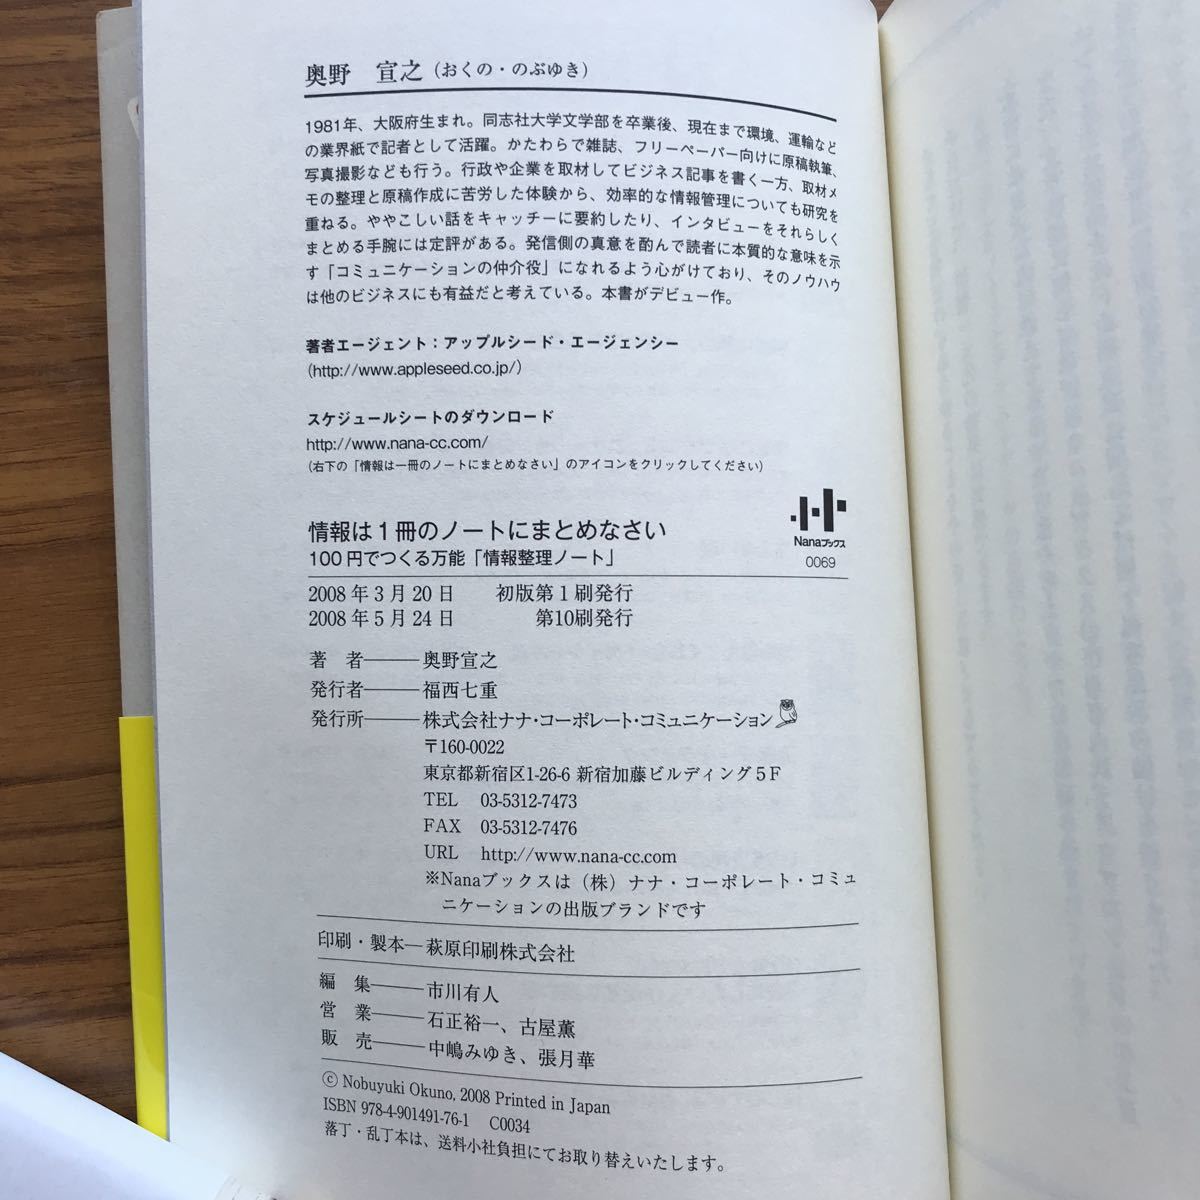 奥野　宣之（おくの・のぶゆき）
1981年、大阪府生まれ。同志社大学文学部を卒業後、現在まで環境、運輸など
の業界紙で記者として活躍。かたわらで雑誌、フリーペーパー向けに原稿執筆、
写真撮影なども行う。行政や企業を取材してビジネス記事を書く一方、取材メ
モの整理と原稿作成に苦労した体験から、効率的な情報管理についても研究を
重ねる。ややこしい話をキャッチーに要約したり、インタビューをそれらしく
まとめる手腕には定評がある。発信側の真意を酌んで読者に本質的な意味を示
す「コミュニケーションの仲介役」になれるよう心がけており、そのノウハウ
は他のビジネスにも有益だと考えている。本書がデビュー作。
著者エージェント：アップルシード・エージェンシー
（http://www.appleseed.co.jp/）
スケジュールシートのダウンロード
http://www.nana-cc.com/
（右下の「情報は一冊のノートにまとめなさい」のアイコンをクリックしてください）
情報は1冊のノートにまとめなさい
100円でつくる万能「情報整理ノート」
Nanaブックス
0069
2008年3月20日　初版第1刷発行
2008年5月24日　第10刷発行
著　者――奥野宣之
発行者――福西七重
発行所――株式会社ナナ・コーポレート・コミュニケーション
〒160-0022
東京都新宿区1-26-6 新宿加藤ビルディング5F
TEL 03-5312-7473
FAX 03-5312-7476
URL http://www.nana-cc.com
※Nanaブックスは（株）ナナ・コーポレート・コミュ
ニケーションの出版ブランドです
印刷・製本―萩原印刷株式会社
編　集――市川有人
営　業――石正裕一、古屋薫
販　売――中嶋みゆき、張月華
© Nobuyuki Okuno, 2008 Printed in Japan
ISBN 978-4-901491-76-1 C0034
落丁・乱丁本は、送料小社負担にてお取り替えいたします。